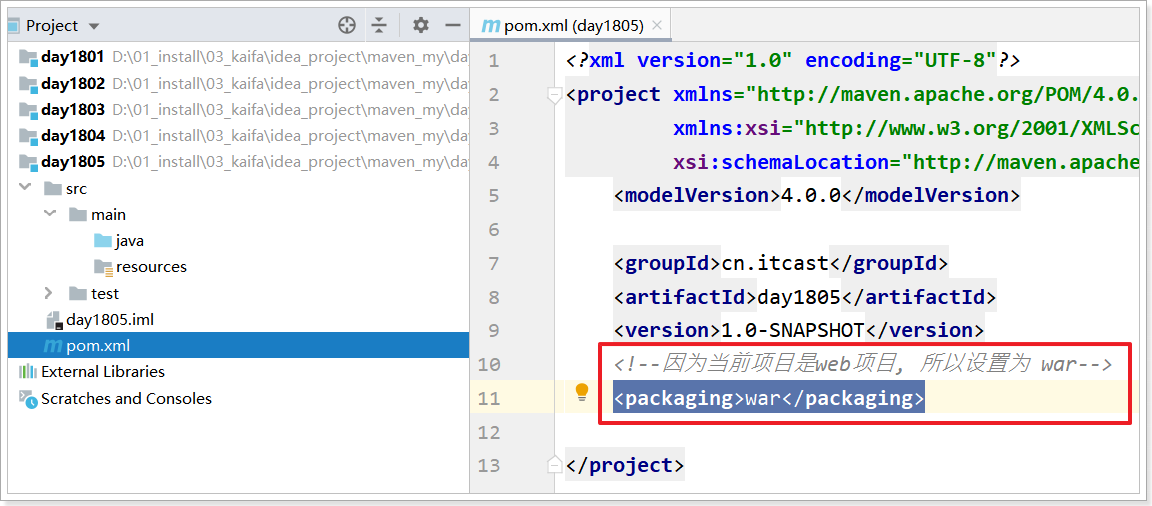 Project
day1801 D:\01_install\03_kaifa\idea_project\maven_my\da
day1802 D:\01_install\03_kaifa\idea_project\maven_my\da
day1803 D:\01_install\03_kaifa\idea_project\maven_my\da
day1804 D:\01_install\03_kaifa\idea_project\maven_my\da
day1805 D:\01_install\03_kaifa\idea_project\maven_my\da
src
main
java
resources
test
day1805.iml
pom.xml
External Libraries
Scratches and Consoles
pom.xml (day1805)
1 <?xml version="1.0" encoding="UTF-8"?>
2 <project xmlns="http://maven.apache.org/POM/4.0.
3 xmlns:xsi="http://www.w3.org/2001/XMLSc
4 xsi:schemaLocation="http://maven.apache
5 <modelVersion>4.0.0</modelVersion>
6
7 <groupId>cn.itcast</groupId>
8 <artifactId>day1805</artifactId>
9 <version>1.0-SNAPSHOT</version>
10 <!--因为当前项目是web项目, 所以设置为 war-->
11 <packaging>war</packaging>
12
13 </project>